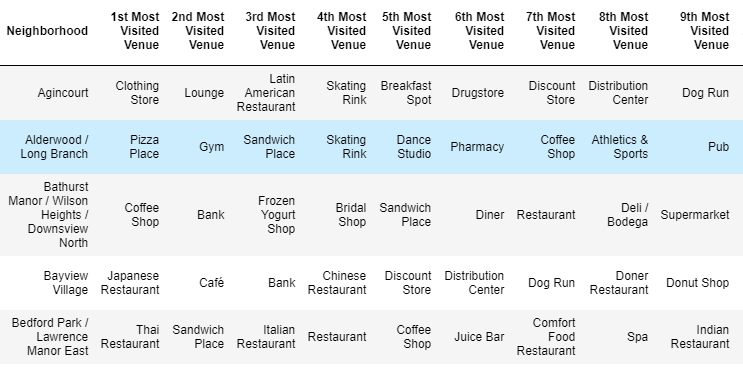 Neighborhood 1st Most Visited Venue 2nd Most Visited Venue 3rd Most Visited Venue 4th Most Visited Venue 5th Most Visited Venue 6th Most Visited Venue 7th Most Visited Venue 8th Most Visited Venue 9th Most Visited Venue
Agincourt Clothing Store Lounge Latin American Restaurant Skating Rink Breakfast Spot Drugstore Discount Store Distribution Center Dog Run
Alderwood / Long Branch Pizza Place Gym Sandwich Place Skating Rink Dance Studio Pharmacy Coffee Shop Athletics & Sports Pub
Bathurst Manor / Wilson Heights / Downsview North Coffee Shop Bank Frozen Yogurt Shop Bridal Shop Sandwich Place Diner Restaurant Deli / Bodega Supermarket
Bayview Village Japanese Restaurant Café Bank Chinese Restaurant Discount Store Distribution Center Dog Run Doner Restaurant Donut Shop
Bedford Park / Lawrence Manor East Thai Restaurant Sandwich Place Italian Restaurant Restaurant Coffee Shop Juice Bar Comfort Food Restaurant Spa Indian Restaurant